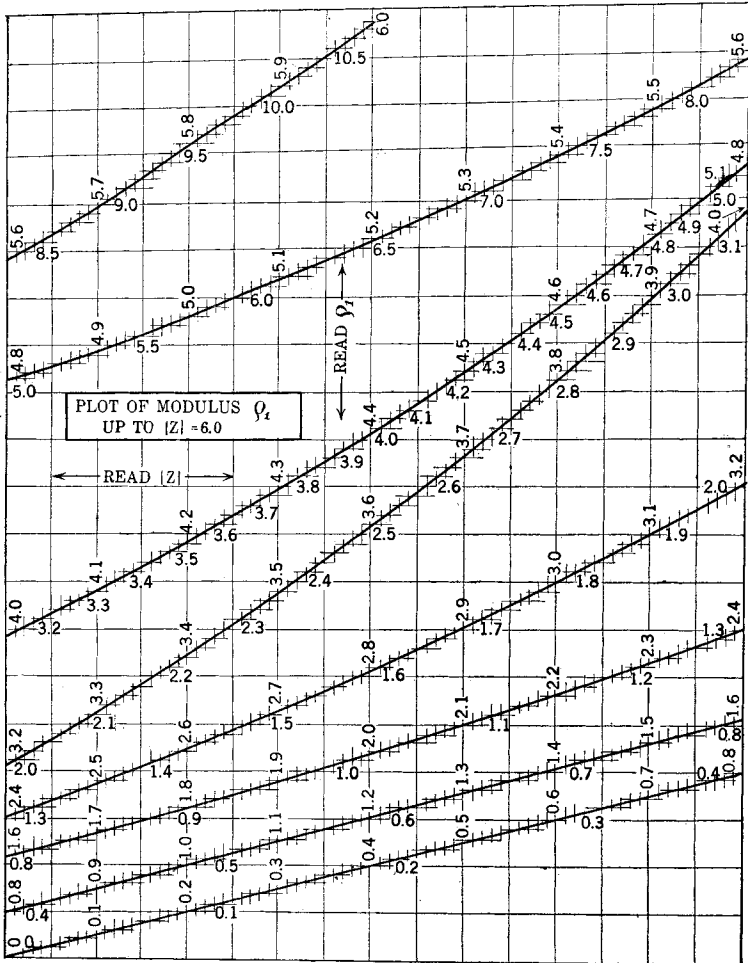 5.6 5.7 5.8 5.9 6.0
8.5 9.0 9.5 10.0 10.5
4.8 4.9 5.0 5.1 5.2 5.3 5.4 5.5 5.6
5.0 5.5 6.0 6.5 7.0 7.5 8.0
READ ρ₁
PLOT OF MODULUS ρ₁
UP TO |Z| = 6.0
READ |Z|
4.0 4.1 4.2 4.3 4.4 4.5 4.6 4.7 4.8
3.2 3.3 3.4 3.5 3.6 3.7 3.8 3.9 4.0 4.1 4.2 4.3 4.4 4.5 4.6 4.7 4.8 4.9 5.0 5.1
3.2 3.3 3.4 3.5 3.6 3.7 3.8 3.9 4.0
2.0 2.1 2.2 2.3 2.4 2.5 2.6 2.7 2.8 2.9 3.0 3.1
2.4 2.5 2.6 2.7 2.8 2.9 3.0 3.1 3.2
1.3 1.4 1.5 1.6 1.7 1.8 1.9 2.0
1.6 1.7 1.8 1.9 2.0 2.1 2.2 2.3 2.4
0.8 0.9 1.0 1.1 1.2 1.3
0.8 0.9 1.0 1.1 1.2 1.3 1.4 1.5 1.6
0.4 0.5 0.6 0.7 0.8
0 0.1 0.2 0.3 0.4 0.5 0.6 0.7 0.8
0 0.1 0.2 0.3 0.4